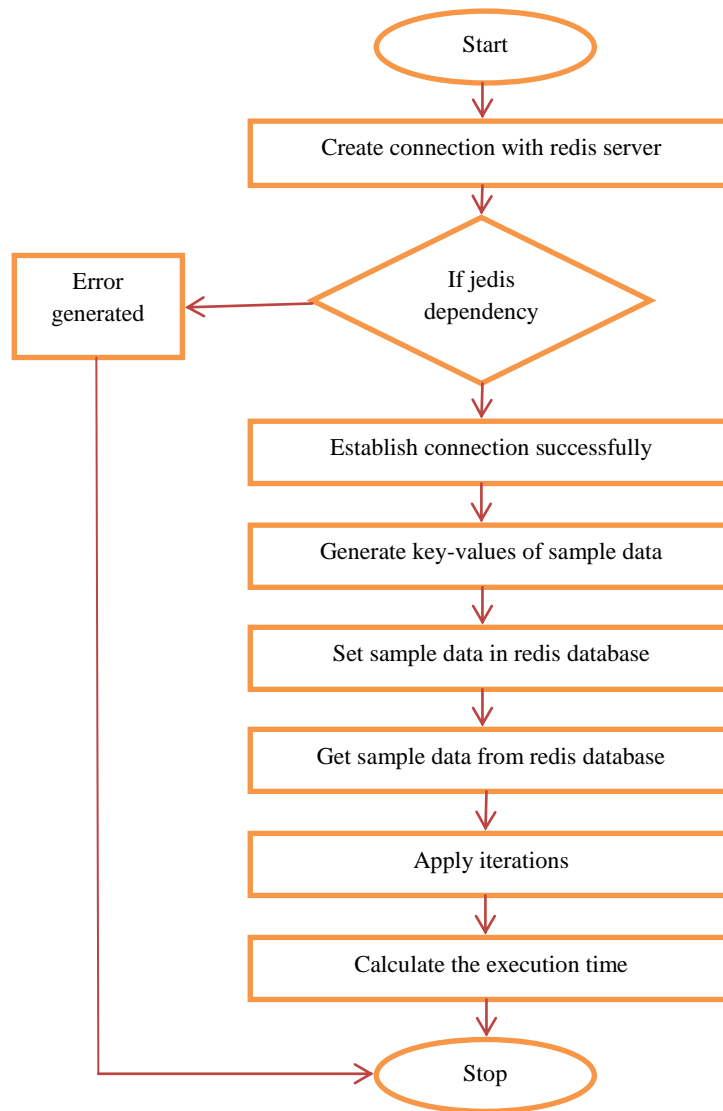 Start
Create connection with redis server
If jedis
dependency
Error
generated
Establish connection successfully
Generate key-values of sample data
Set sample data in redis database
Get sample data from redis database
Apply iterations
Calculate the execution time
Stop